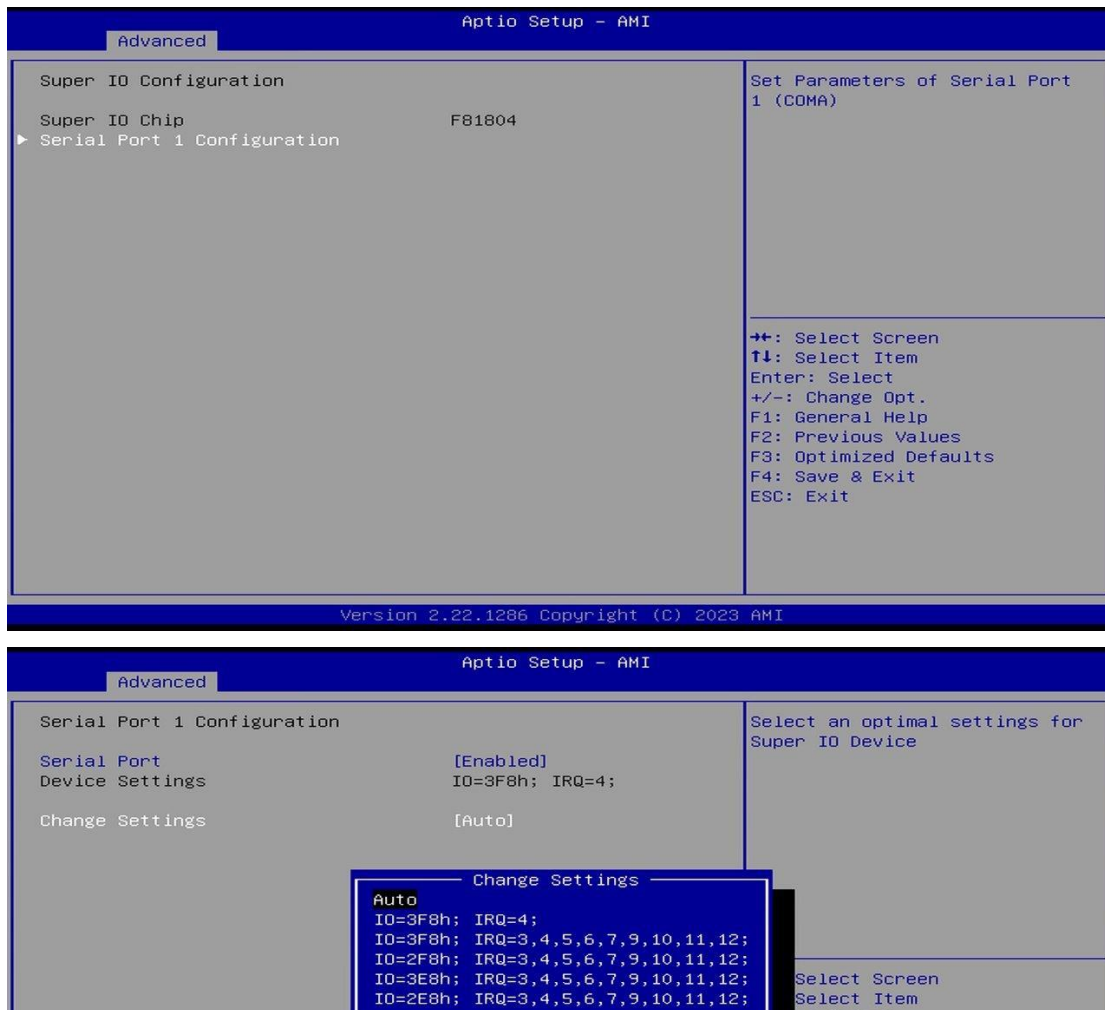 Aptio Setup - AMI
Advanced
Super IO Configuration
Super IO Chip F81804
► Serial Port 1 Configuration
Set Parameters of Serial Port
1 (COMA)
→←: Select Screen
↑↓: Select Item
Enter: Select
+/-: Change Opt.
F1: General Help
F2: Previous Values
F3: Optimized Defaults
F4: Save & Exit
ESC: Exit
Version 2.22.1286 Copyright (C) 2023 AMI
Aptio Setup - AMI
Advanced
Serial Port 1 Configuration
Serial Port [Enabled]
Device Settings IO=3F8h; IRQ=4;
Change Settings [Auto]
Select an optimal settings for
Super IO Device
Change Settings
Auto
IO=3F8h; IRQ=4;
IO=3F8h; IRQ=3,4,5,6,7,9,10,11,12;
IO=2F8h; IRQ=3,4,5,6,7,9,10,11,12;
IO=3E8h; IRQ=3,4,5,6,7,9,10,11,12;
IO=2E8h; IRQ=3,4,5,6,7,9,10,11,12;
Select Screen
Select Item